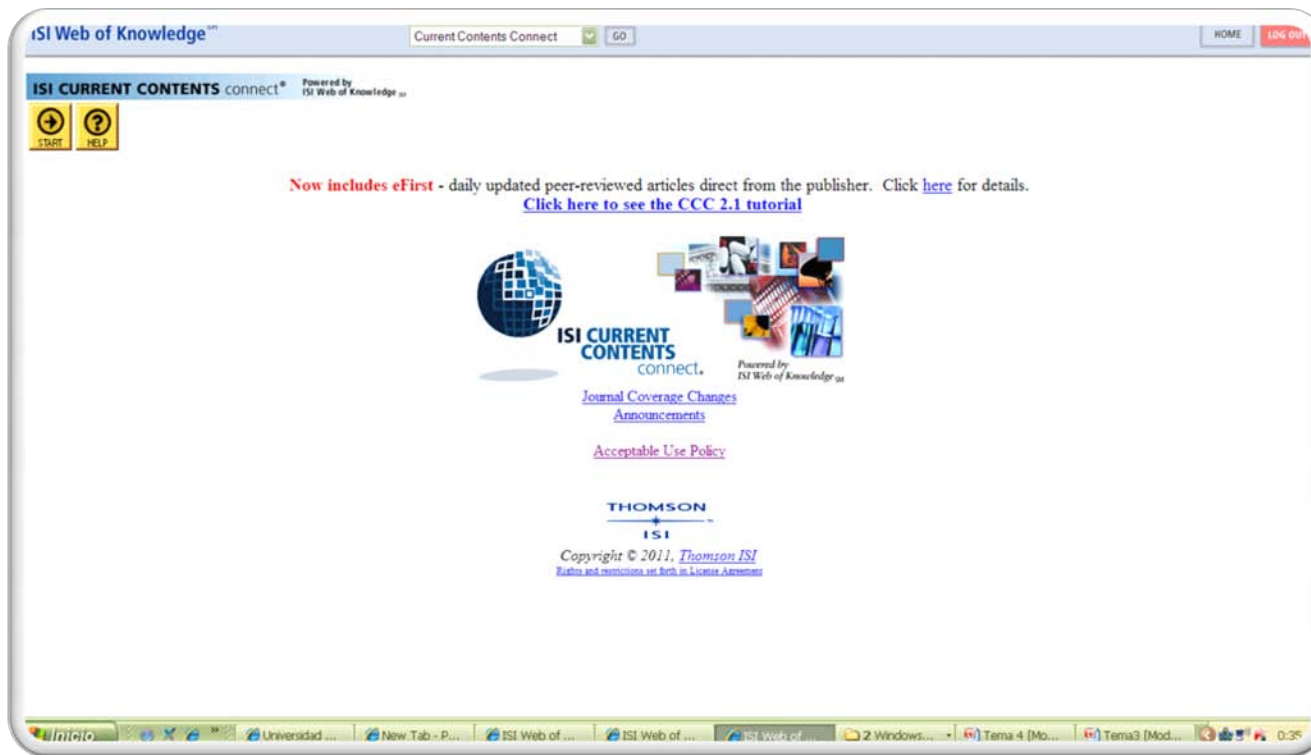 ISI Web of Knowledge℠
Current Contents Connect GO HOME LOG OUT
ISI CURRENT CONTENTS connect® Powered by
ISI Web of Knowledge SM
START HELP
Now includes eFirst - daily updated peer-reviewed articles direct from the publisher. Click here for details.
Click here to see the CCC 2.1 tutorial
ISI CURRENT
CONTENTS
connect®
Powered by
ISI Web of Knowledge SM
Journal Coverage Changes
Announcements
Acceptable Use Policy
THOMSON
ISI
Copyright © 2011, Thomson ISI
Rights and restrictions set forth in License Agreement
Inicio » Universidad ... New Tab - P... ISI Web of ... ISI Web of ... ISI Web of ... 2 Windows... Tema 4 [Mo... Tema3 [Mod... 0:35